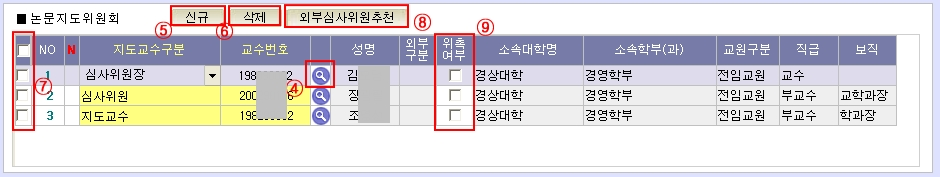 ■ 논문지도위원회 ⑤ 신규 ⑥ 삭제 외부심사위원추천 ⑧ ⑨
NO N 지도교수구분 교수번호 성명 외부구분 위촉여부 소속대학명 소속학부(과) 교원구분 직급 보직
⑦ 1 심사위원장 198 2 ④ 김 경상대학 경영학부 전임교원 교수
2 심사위원 200 6 장 경상대학 경영학부 전임교원 부교수 교학과장
3 지도교수 198 2 조 경상대학 경영학부 전임교원 부교수 학과장